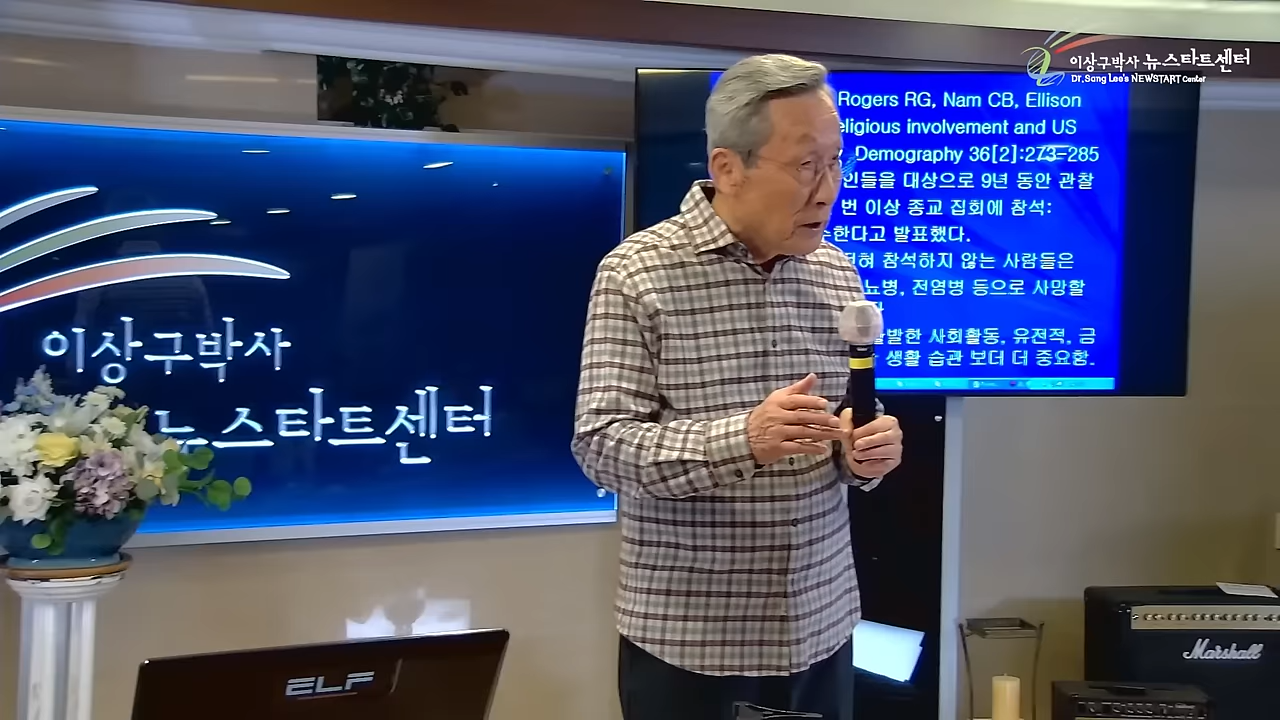 이상구박사 뉴스타트센터
Dr. Sang Lee's NEWSTART Center
Rogers RG, Nam CB, Ellison
eligious involvement and US
Demography 36[2]:273-285
인들을 대상으로 9년 동안 관찰
번 이상 종교 집회에 참석:
한다고 발표했다.
참석하지 않는 사람들은
뇨병, 전염병 등으로 사망할
발한 사회활동, 유전적, 금
생활 습관 보더 더 중요함.
이상구박사
뉴스타트센터
ELF
Marshall